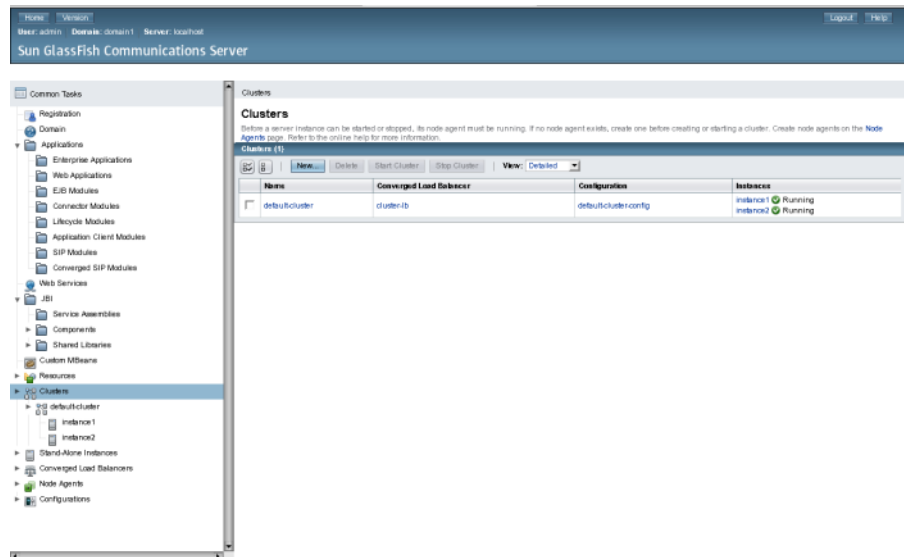 Home Version
Logout Help
User: admin Domain: domain1 Server: localhost
Sun GlassFish Communications Server
Common Tasks
Registration
Domain
Applications
Enterprise Applications
Web Applications
EJB Modules
Connector Modules
Lifecycle Modules
Application Client Modules
SIP Modules
Converged SIP Modules
Web Services
JBI
Service Assemblies
Components
Shared Libraries
Custom MBeans
Resources
Clusters
default-cluster
instance1
instance2
Stand-Alone Instances
Converged Load Balancers
Node Agents
Configurations
Clusters
Clusters
Before a server instance can be started or stopped, its node agent must be running. If no node agent exists, create one before creating or starting a cluster. Create node agents on the Node
Agents page. Refer to the online help for more information.
Clusters (1)
New... Delete Start Cluster Stop Cluster View: Detailed
Name Converged Load Balancer Configuration Instances
default-cluster cluster-lb default-cluster-config instance1 Running
instance2 Running